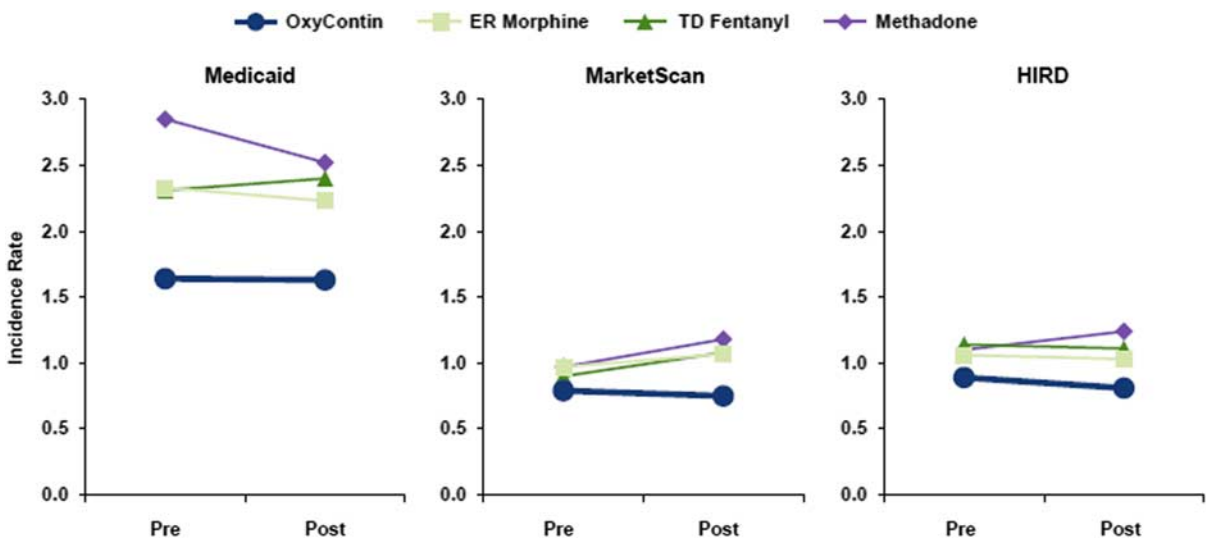 OxyContin ER Morphine TD Fentanyl Methadone
Medicaid MarketScan HIRD
Incidence Rate
3.0 3.0 3.0
2.5 2.5 2.5
2.0 2.0 2.0
1.5 1.5 1.5
1.0 1.0 1.0
0.5 0.5 0.5
0.0 0.0 0.0
Pre Post Pre Post Pre Post